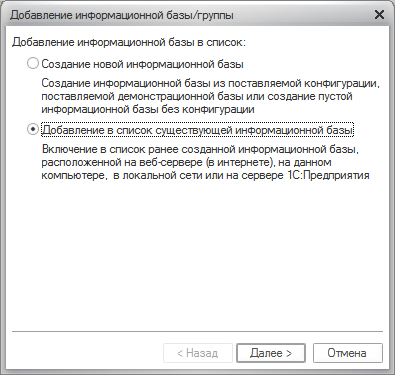 Добавление информационной базы/группы
Добавление информационной базы в список:
Создание новой информационной базы
Создание информационной базы из поставляемой конфигурации,
поставляемой демонстрационной базы или создание пустой
информационной базы без конфигурации
Добавление в список существующей информационной базы
Включение в список ранее созданной информационной базы,
расположенной на веб-сервере (в интернете), на данном
компьютере, в локальной сети или на сервере 1С:Предприятия
< Назад Далее > Отмена